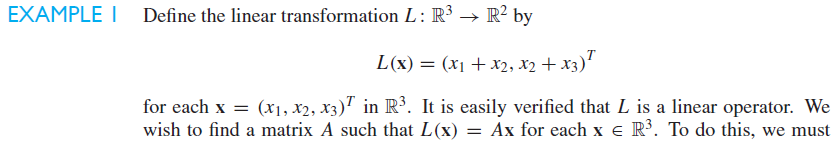 EXAMPLE I Define the linear transformation L: ℝ³ → ℝ² by
L(x) = (x₁ + x₂, x₂ + x₃)ᵀ
for each x = (x₁, x₂, x₃)ᵀ in ℝ³. It is easily verified that L is a linear operator. We
wish to find a matrix A such that L(x) = Ax for each x ∈ ℝ³. To do this, we must